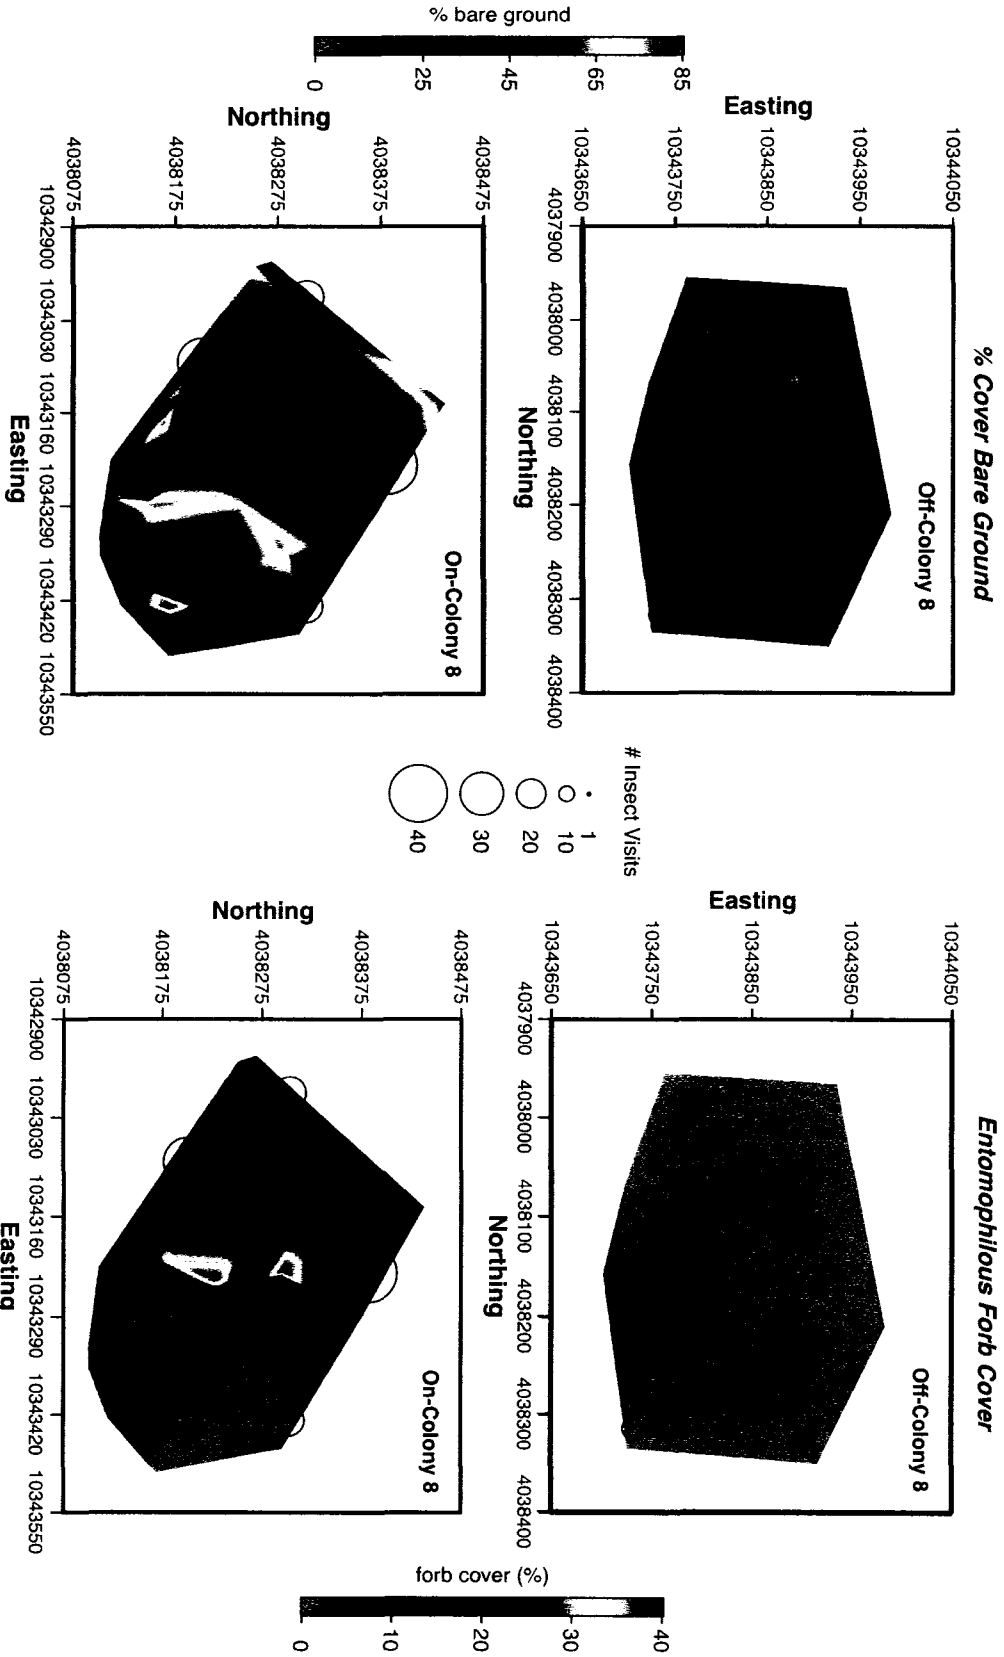 % Cover Bare Ground
Off-Colony 8
Easting
10344050
10343950
10343850
10343750
10343650
4037900 4038000 4038100 4038200 4038300 4038400
Northing
On-Colony 8
Northing
4038475
4038375
4038275
4038175
4038075
10342900 10343030 10343160 10343290 10343420 10343550
Easting
% bare ground
0 25 45 65 85
# Insect Visits
1
10
20
30
40
Entomophilous Forb Cover
Off-Colony 8
Easting
10344050
10343950
10343850
10343750
10343650
4037900 4038000 4038100 4038200 4038300 4038400
Northing
On-Colony 8
Northing
4038475
4038375
4038275
4038175
4038075
10342900 10343030 10343160 10343290 10343420 10343550
Easting
forb cover (%)
0 10 20 30 40